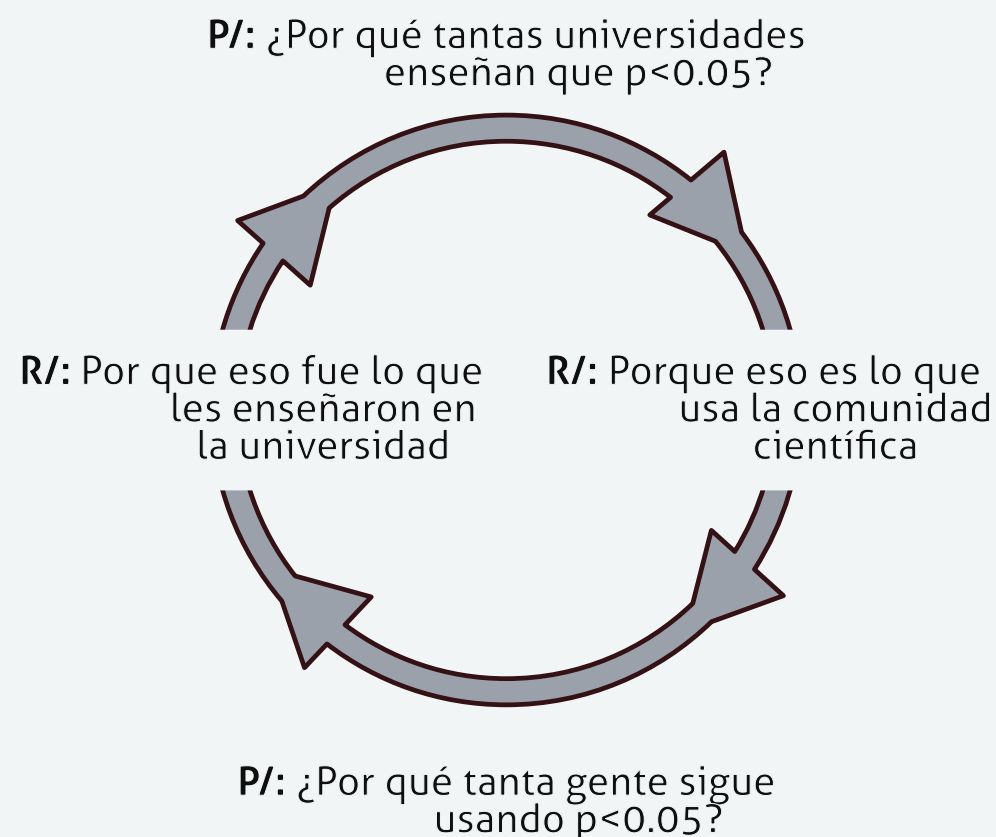 P/: ¿Por qué tantas universidades
enseñan que p<0.05?
R/: Por que eso fue lo que
les enseñaron en
la universidad
R/: Porque eso es lo que
usa la comunidad
científica
P/: ¿Por qué tanta gente sigue
usando p<0.05?